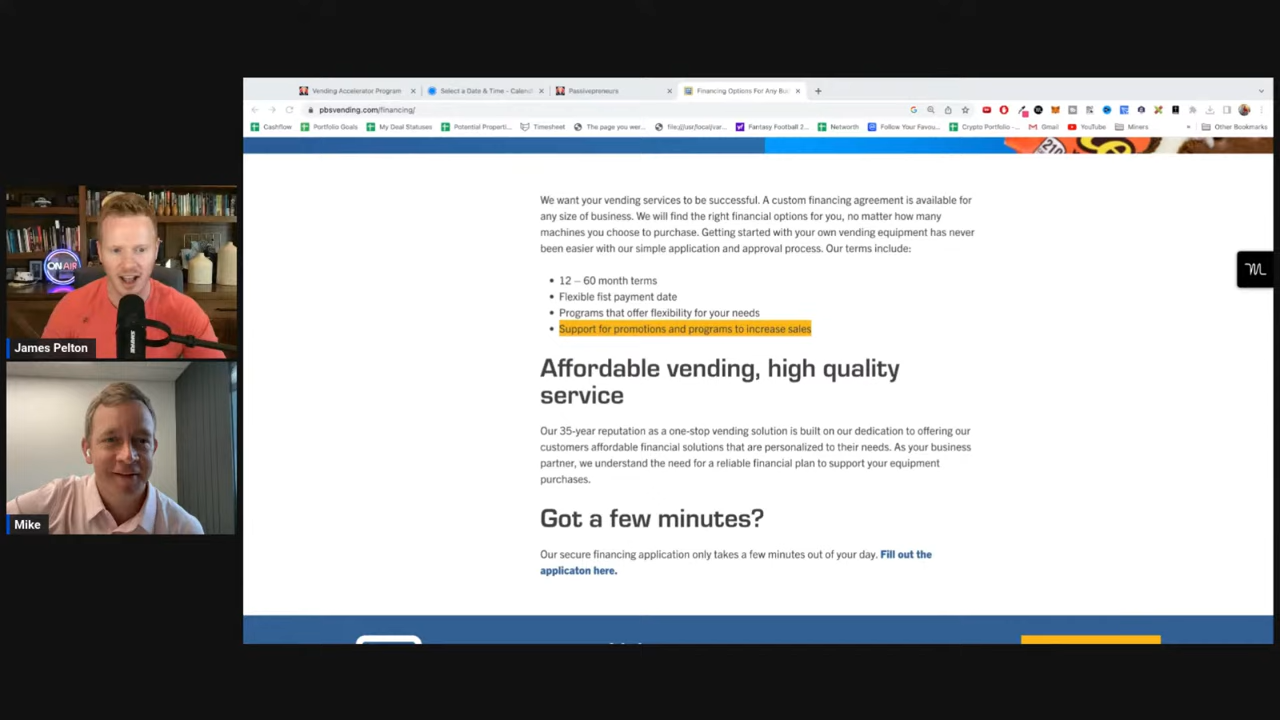 Vending Accelerator Program
Select a Date & Time - Calend
Passivepreneurs
Financing Options For Any Bus
pbsvending.com/financing/
Cashflow
Portfolio Goals
My Deal Statuses
Potential Properti...
Timesheet
The page you wer...
file:///usr/local/var...
Fantasy Football 2...
Networth
Follow Your Favou...
Crypto Portfolio -...
Gmail
YouTube
Miners
»
Other Bookmarks
We want your vending services to be successful. A custom financing agreement is available for
any size of business. We will find the right financial options for you, no matter how many
machines you choose to purchase. Getting started with your own vending equipment has never
been easier with our simple application and approval process. Our terms include:
• 12 – 60 month terms
• Flexible fist payment date
• Programs that offer flexibility for your needs
• Support for promotions and programs to increase sales
Affordable vending, high quality
service
Our 35-year reputation as a one-stop vending solution is built on our dedication to offering our
customers affordable financial solutions that are personalized to their needs. As your business
partner, we understand the need for a reliable financial plan to support your equipment
purchases.
Got a few minutes?
Our secure financing application only takes a few minutes out of your day. Fill out the
applicaton here.
ON AIR
James Pelton
Mike